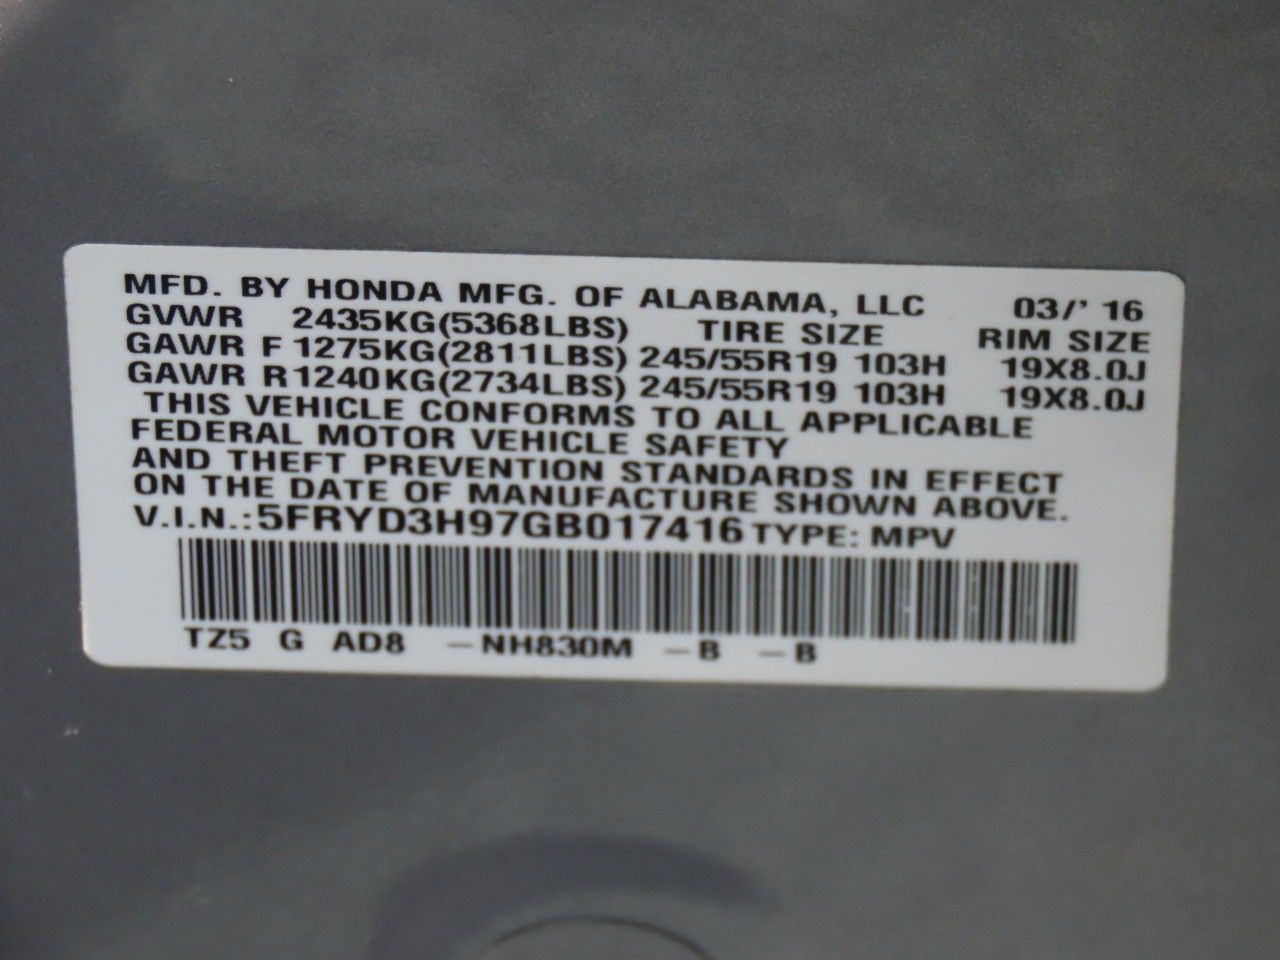 MFD. BY HONDA MFG. OF ALABAMA, LLC 03/' 16
GVWR 2435KG(5368LBS) TIRE SIZE RIM SIZE
GAWR F 1275KG(2811LBS) 245/55R19 103H 19X8.0J
GAWR R 1240KG(2734LBS) 245/55R19 103H 19X8.0J
THIS VEHICLE CONFORMS TO ALL APPLICABLE
FEDERAL MOTOR VEHICLE SAFETY
AND THEFT PREVENTION STANDARDS IN EFFECT
ON THE DATE OF MANUFACTURE SHOWN ABOVE.
V.I.N.:5FRYD3H97GB017416 TYPE: MPV
TZ5 G AD8 -NH830M -B -B